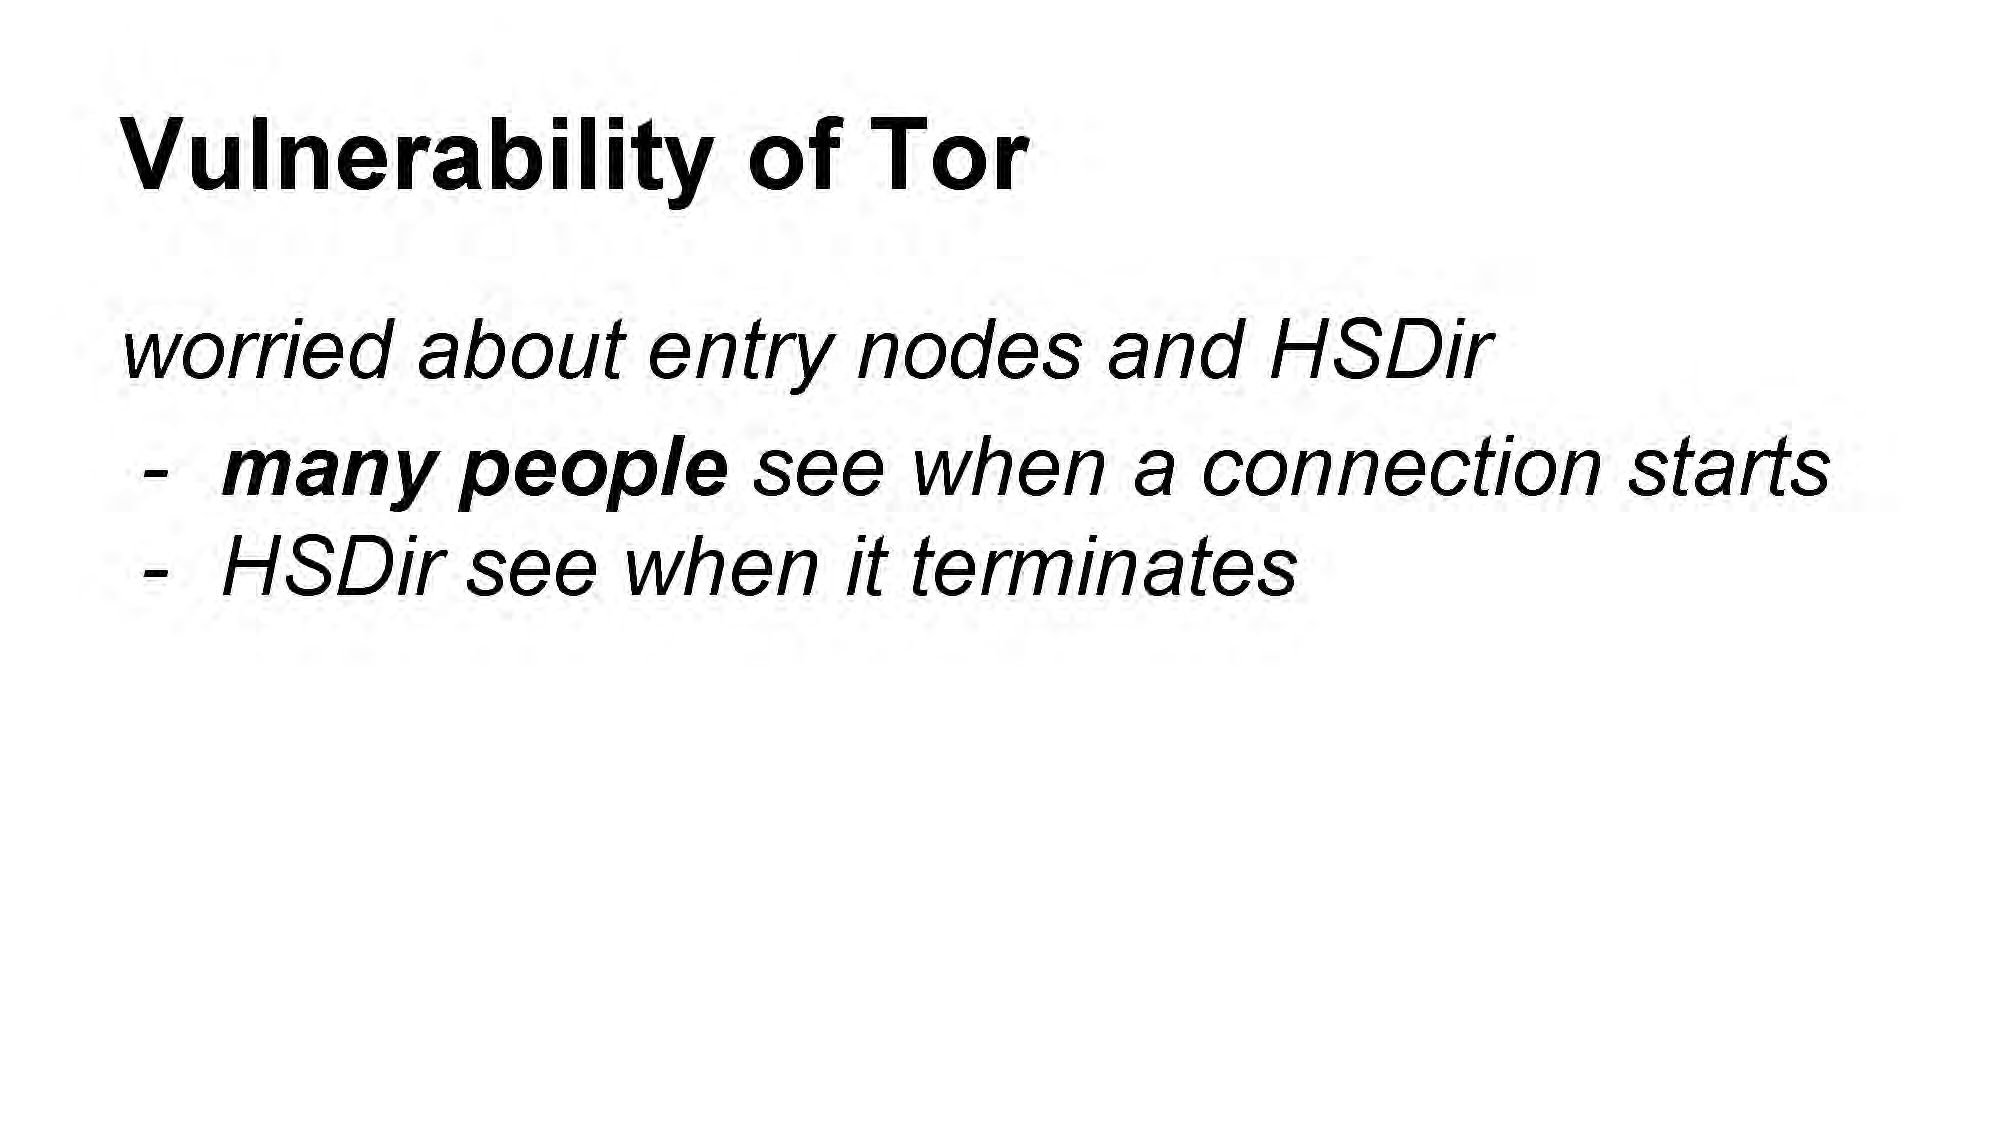 Vulnerability of Tor
worried about entry nodes and HSDir
- many people see when a connection starts
- HSDir see when it terminates